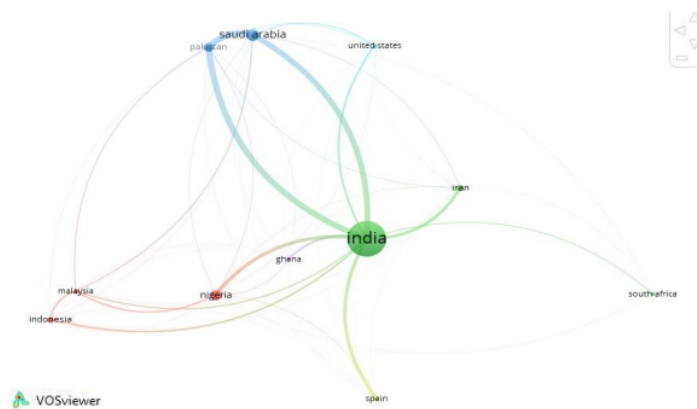 saudi arabia
pakistan
united states
iran
india
ghana
malaysia
nigeria
south africa
indonesia
spain
VOSviewer